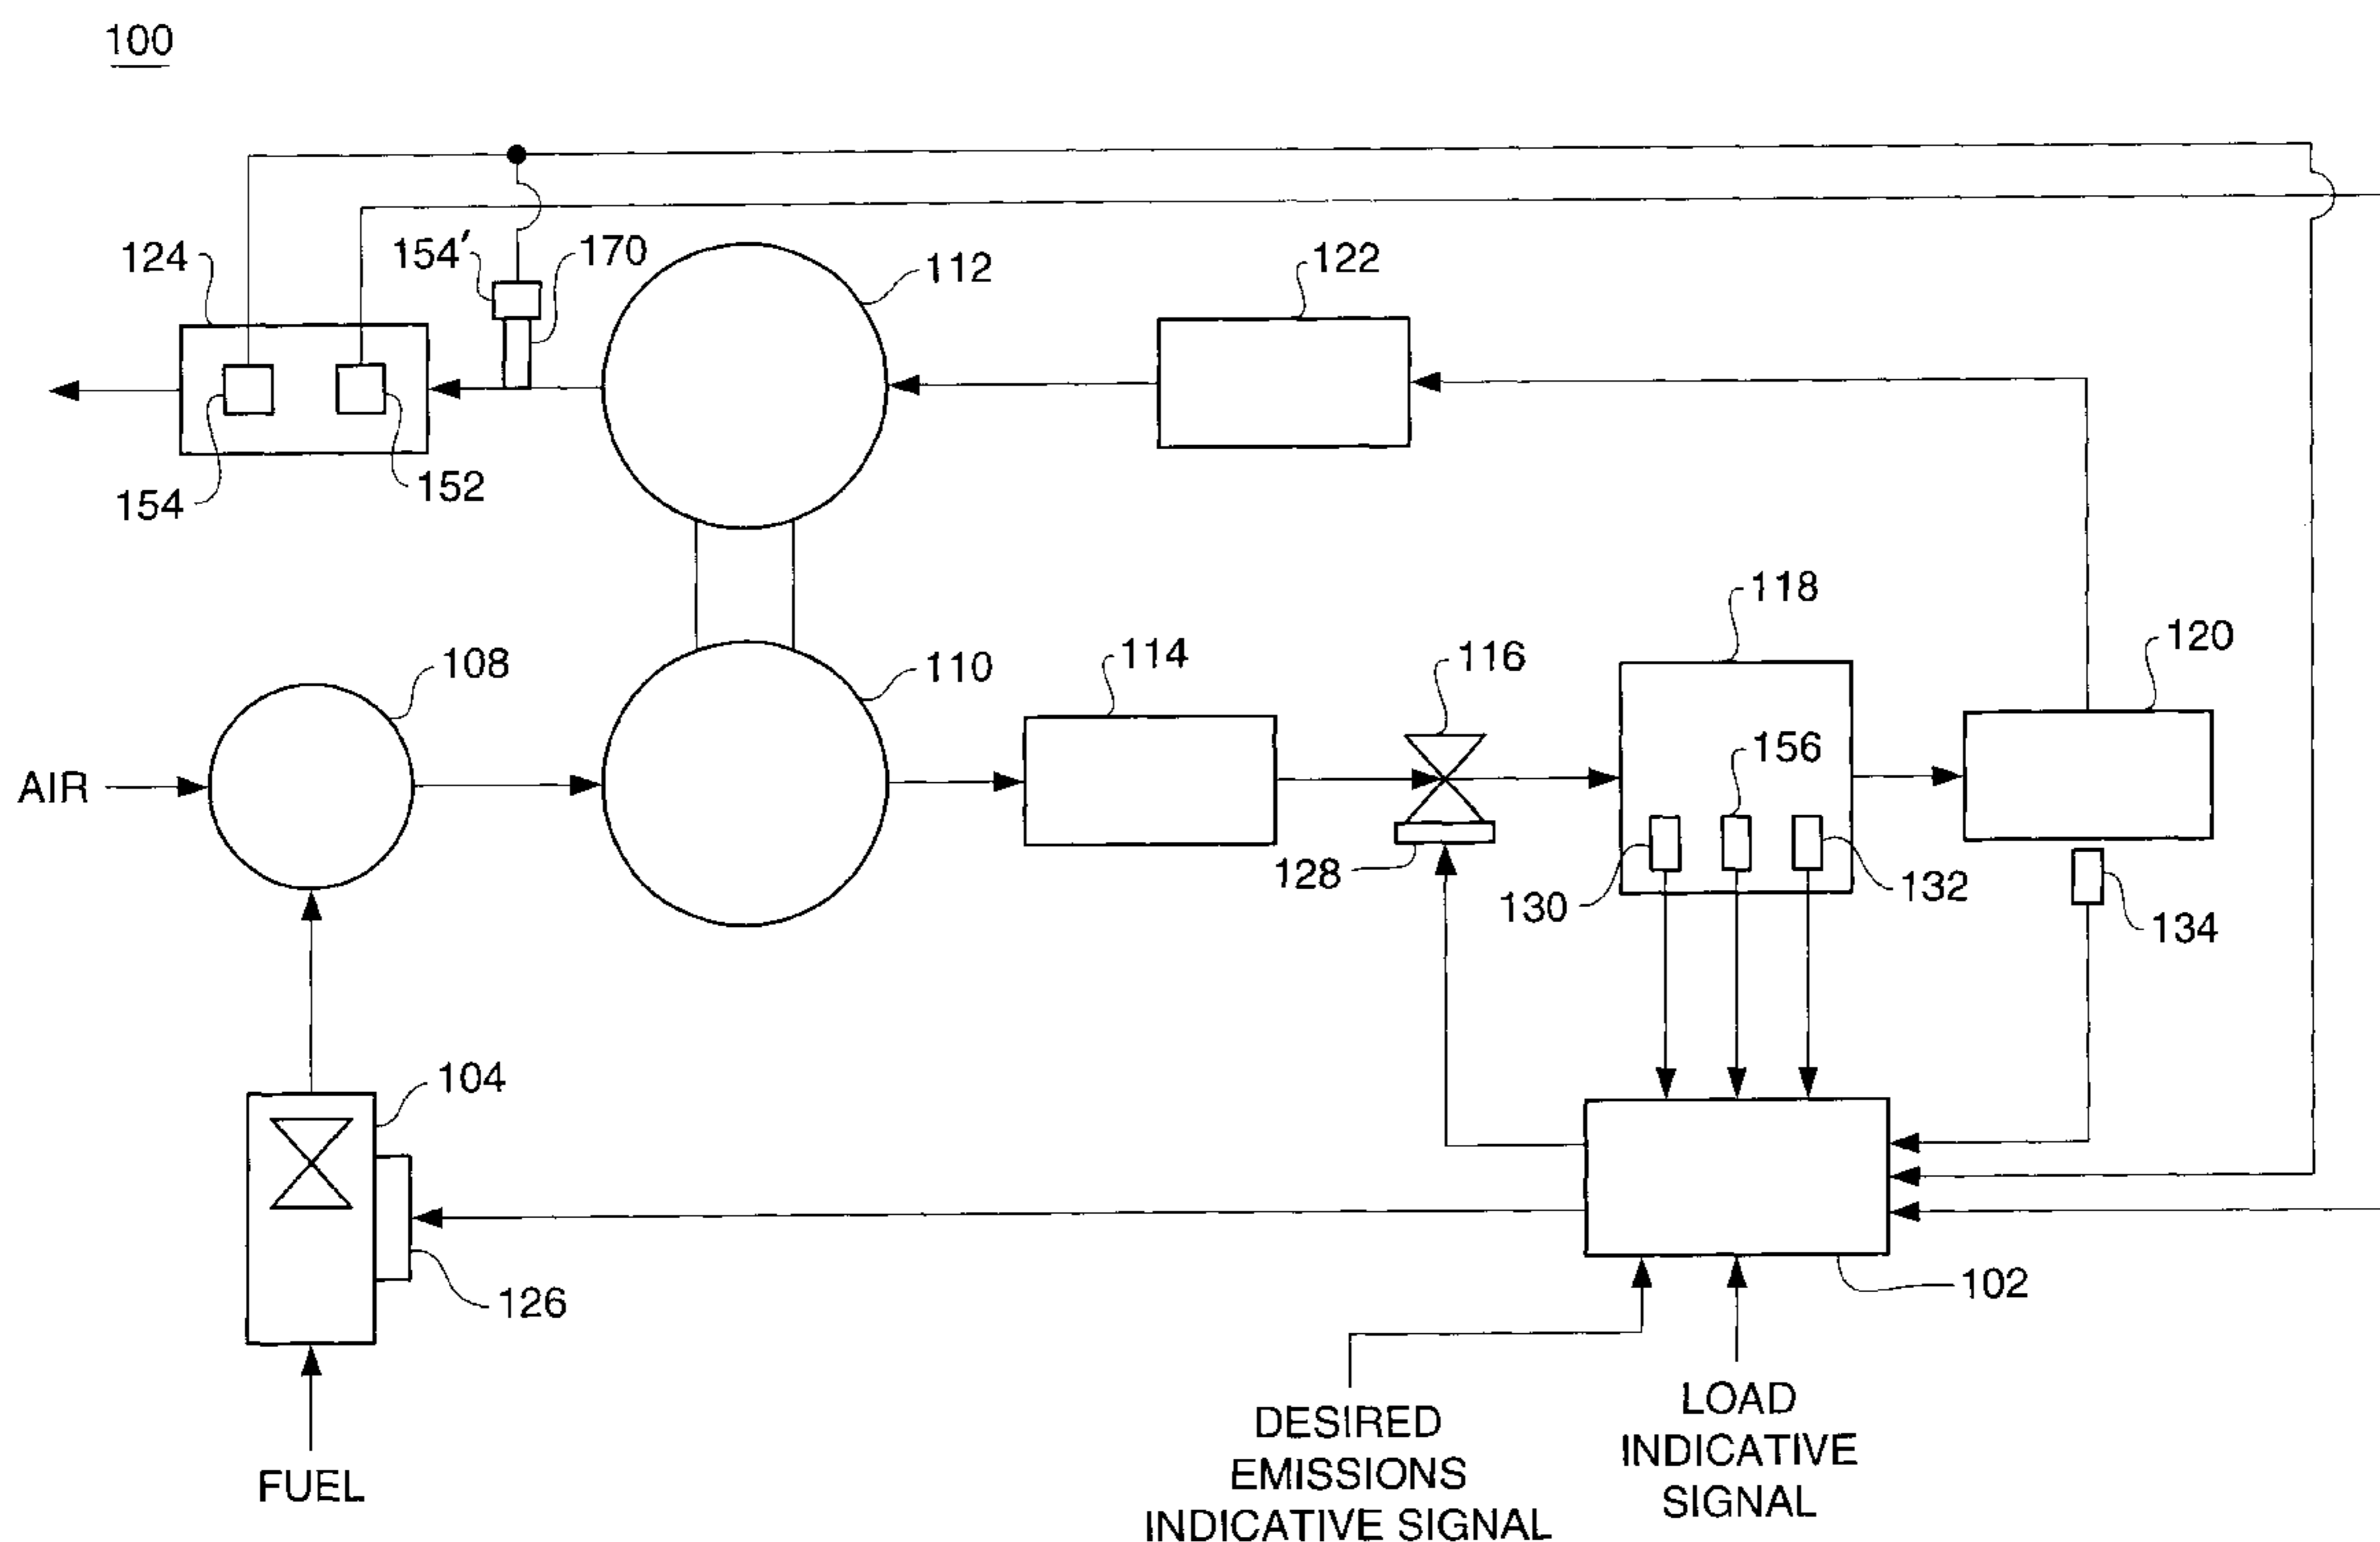 100
124
154′
170
112
122
154
152
118
120
108
110
114
116
156
AIR
128
130
132
134
104
126
102
FUEL
DESIRED
EMISSIONS
INDICATIVE SIGNAL
LOAD
INDICATIVE
SIGNAL